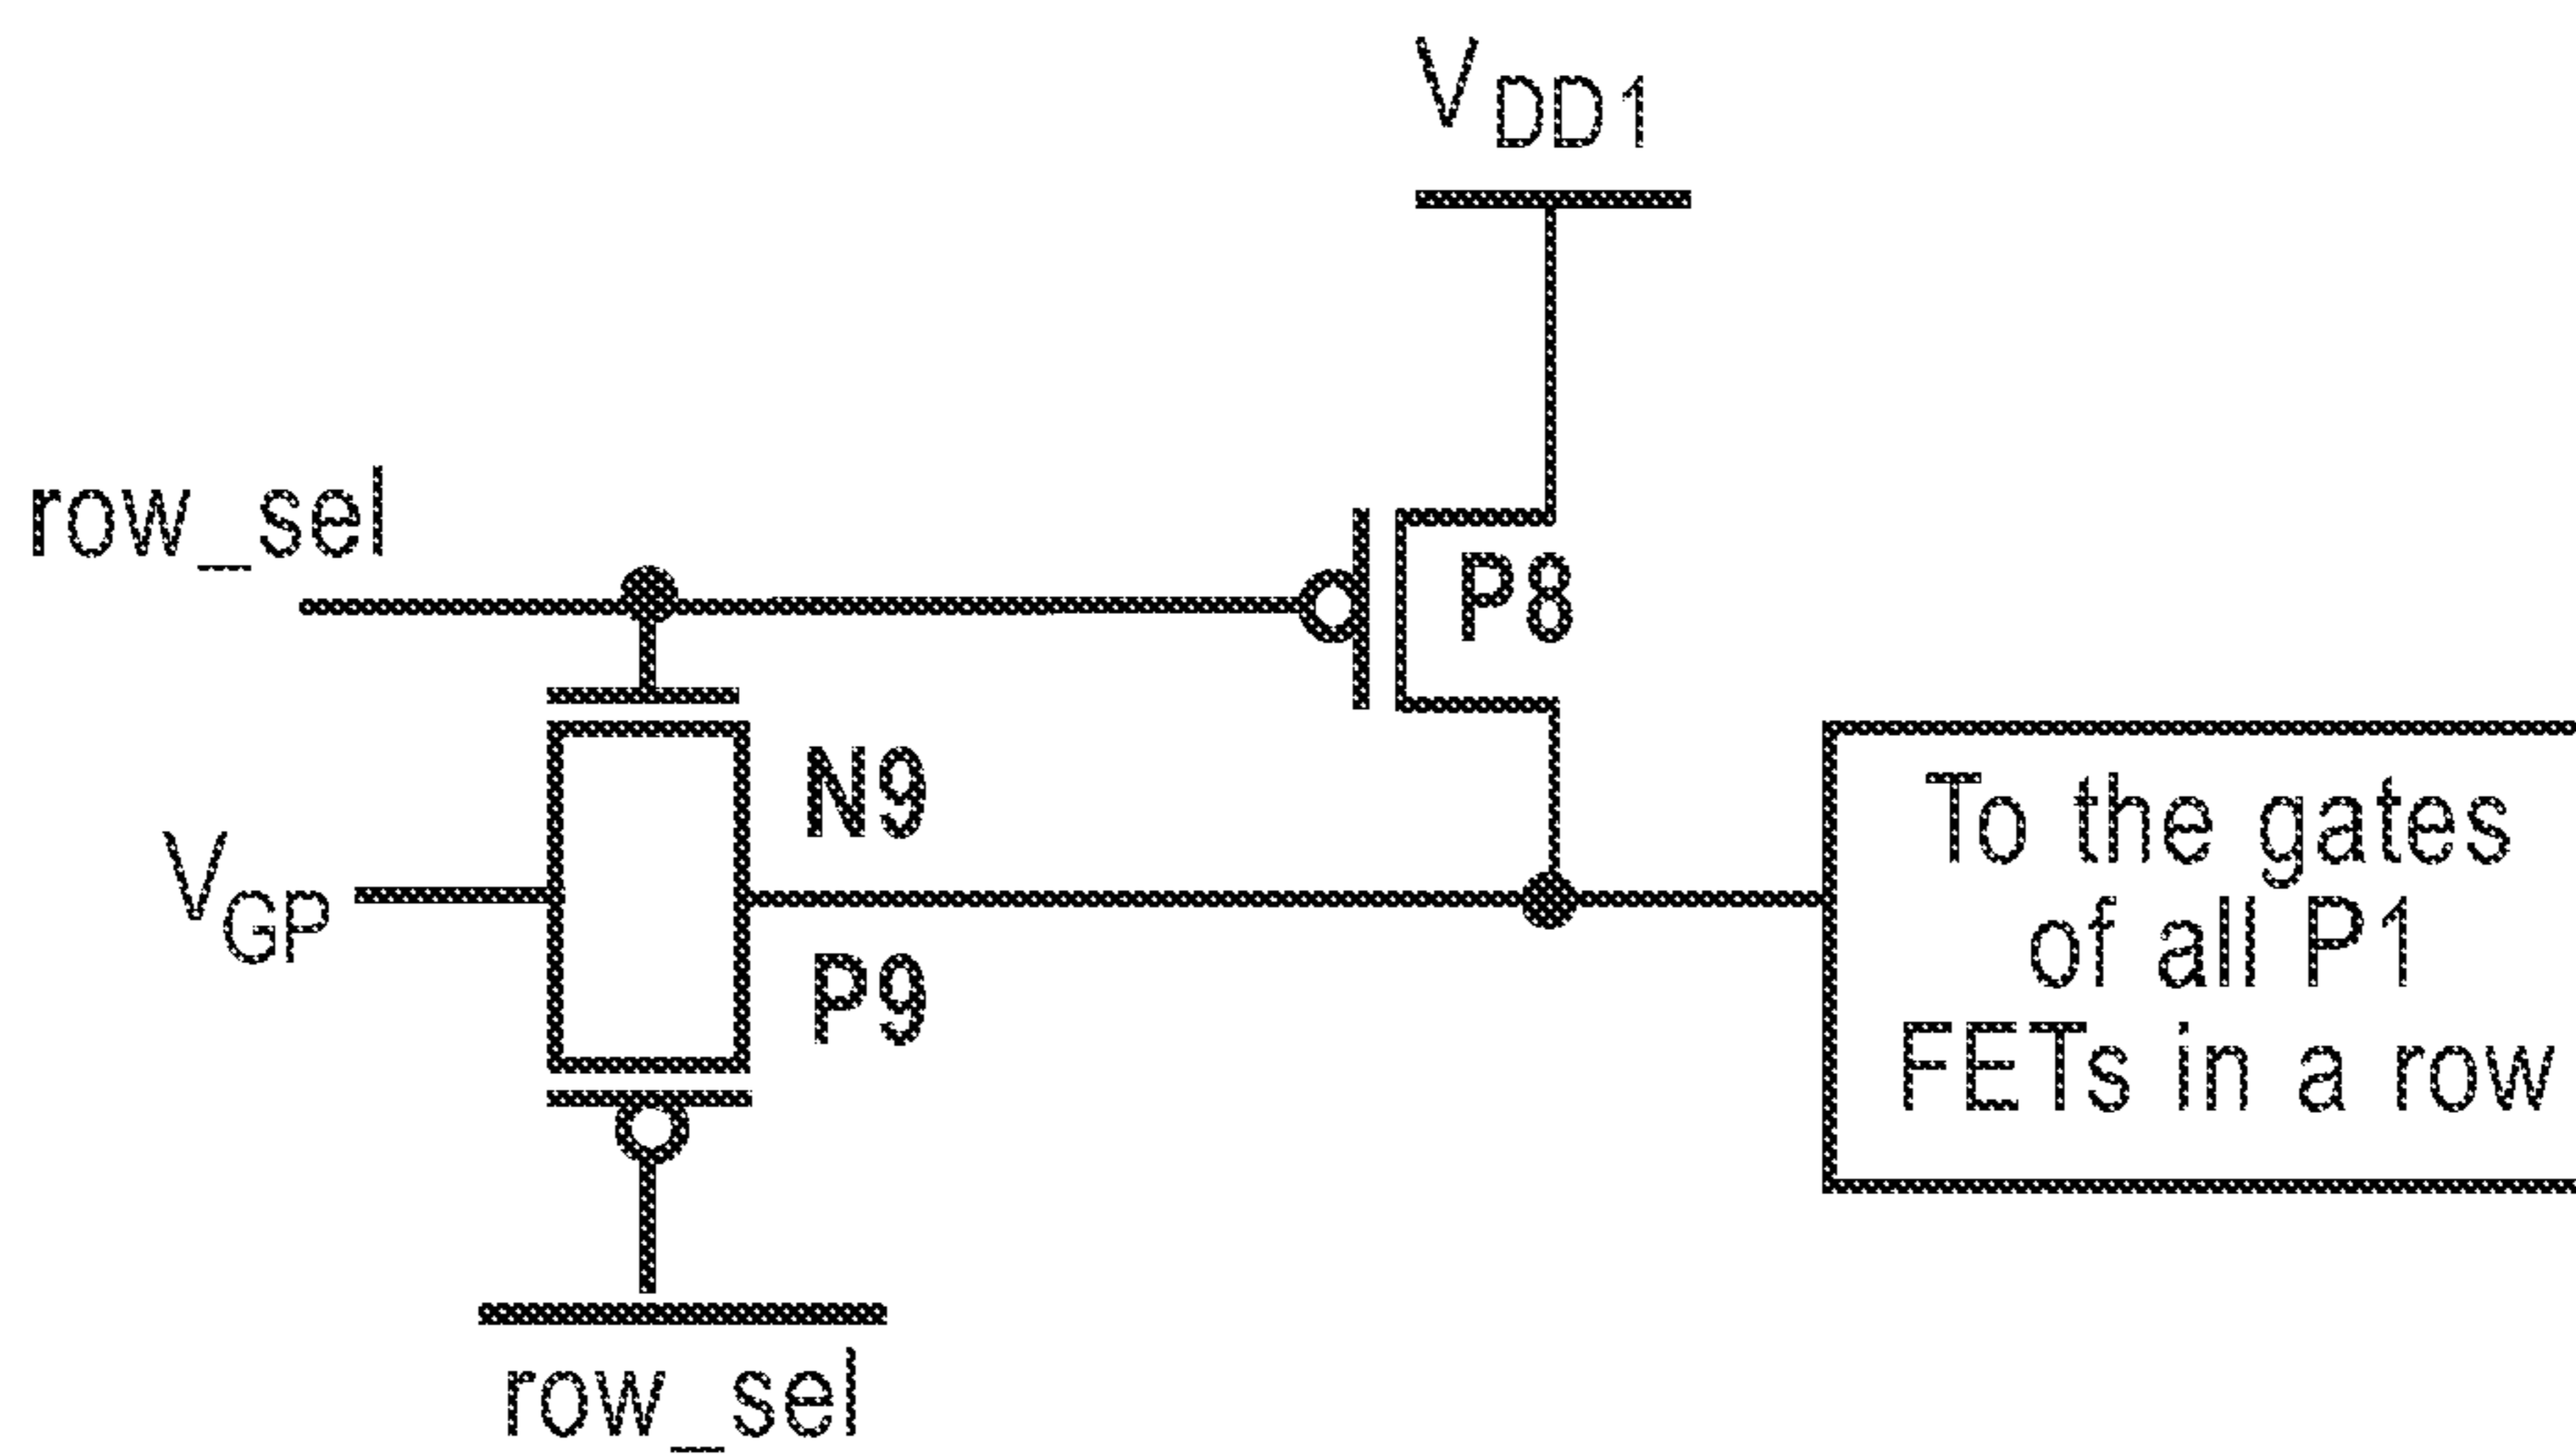 VDD1
row_sel
P8
N9
VGP
P9
To the gates
of all P1
FETs in a row
row_sel